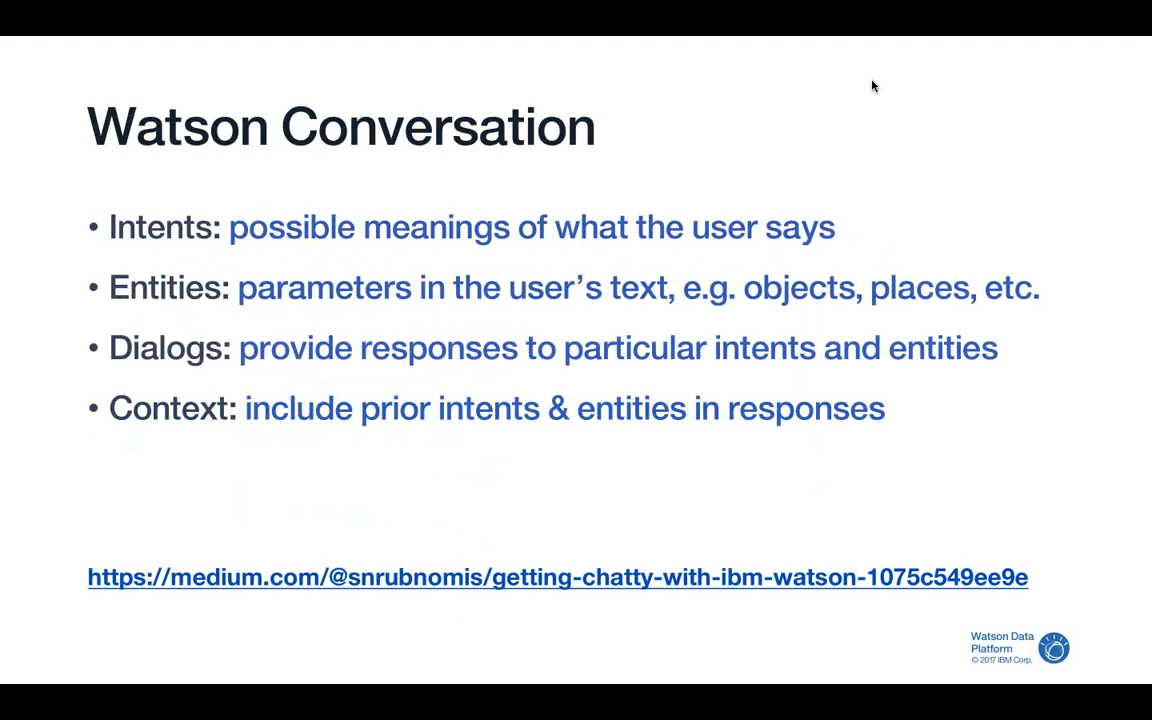 Watson Conversation
• Intents: possible meanings of what the user says
• Entities: parameters in the user’s text, e.g. objects, places, etc.
• Dialogs: provide responses to particular intents and entities
• Context: include prior intents & entities in responses
https://medium.com/@snrubnomis/getting-chatty-with-ibm-watson-1075c549ee9e
Watson Data
Platform
© 2017 IBM Corp.